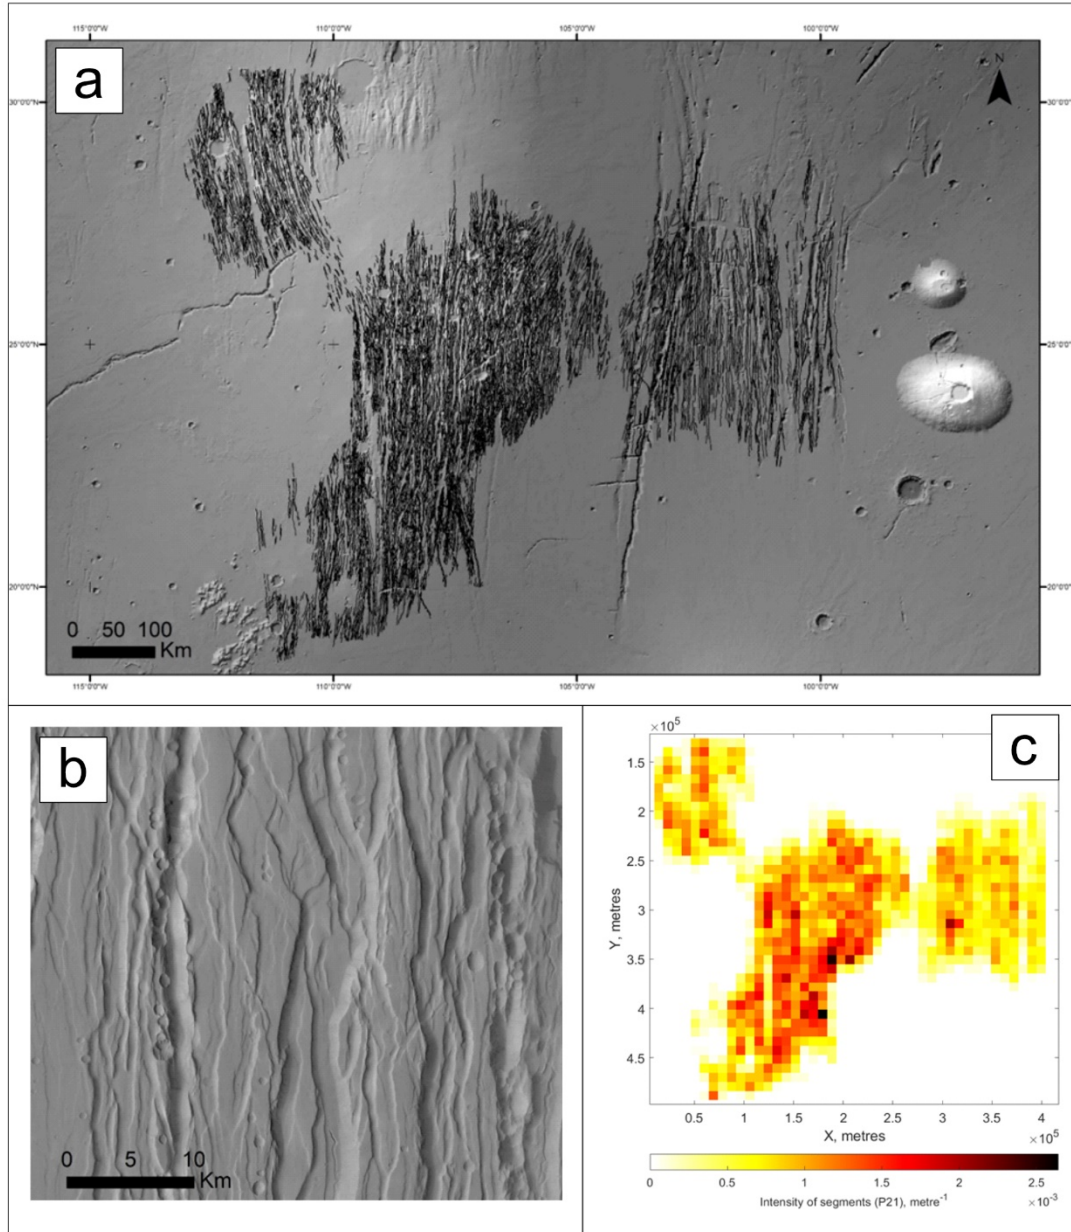 115°0'0"W 110°0'0"W 105°0'0"W 100°0'0"W
a
N
30°0'0"N 30°0'0"N
25°0'0"N 25°0'0"N
20°0'0"N 20°0'0"N
0 50 100
Km
115°0'0"W 110°0'0"W 105°0'0"W 100°0'0"W
b
0 5 10
Km
×10⁵
c
1.5
2
2.5
3
3.5
4
4.5
Y, metres
0.5 1 1.5 2 2.5 3 3.5 4
X, metres
×10⁵
0 0.5 1 1.5 2 2.5
Intensity of segments (P21), metre⁻¹
×10⁻³